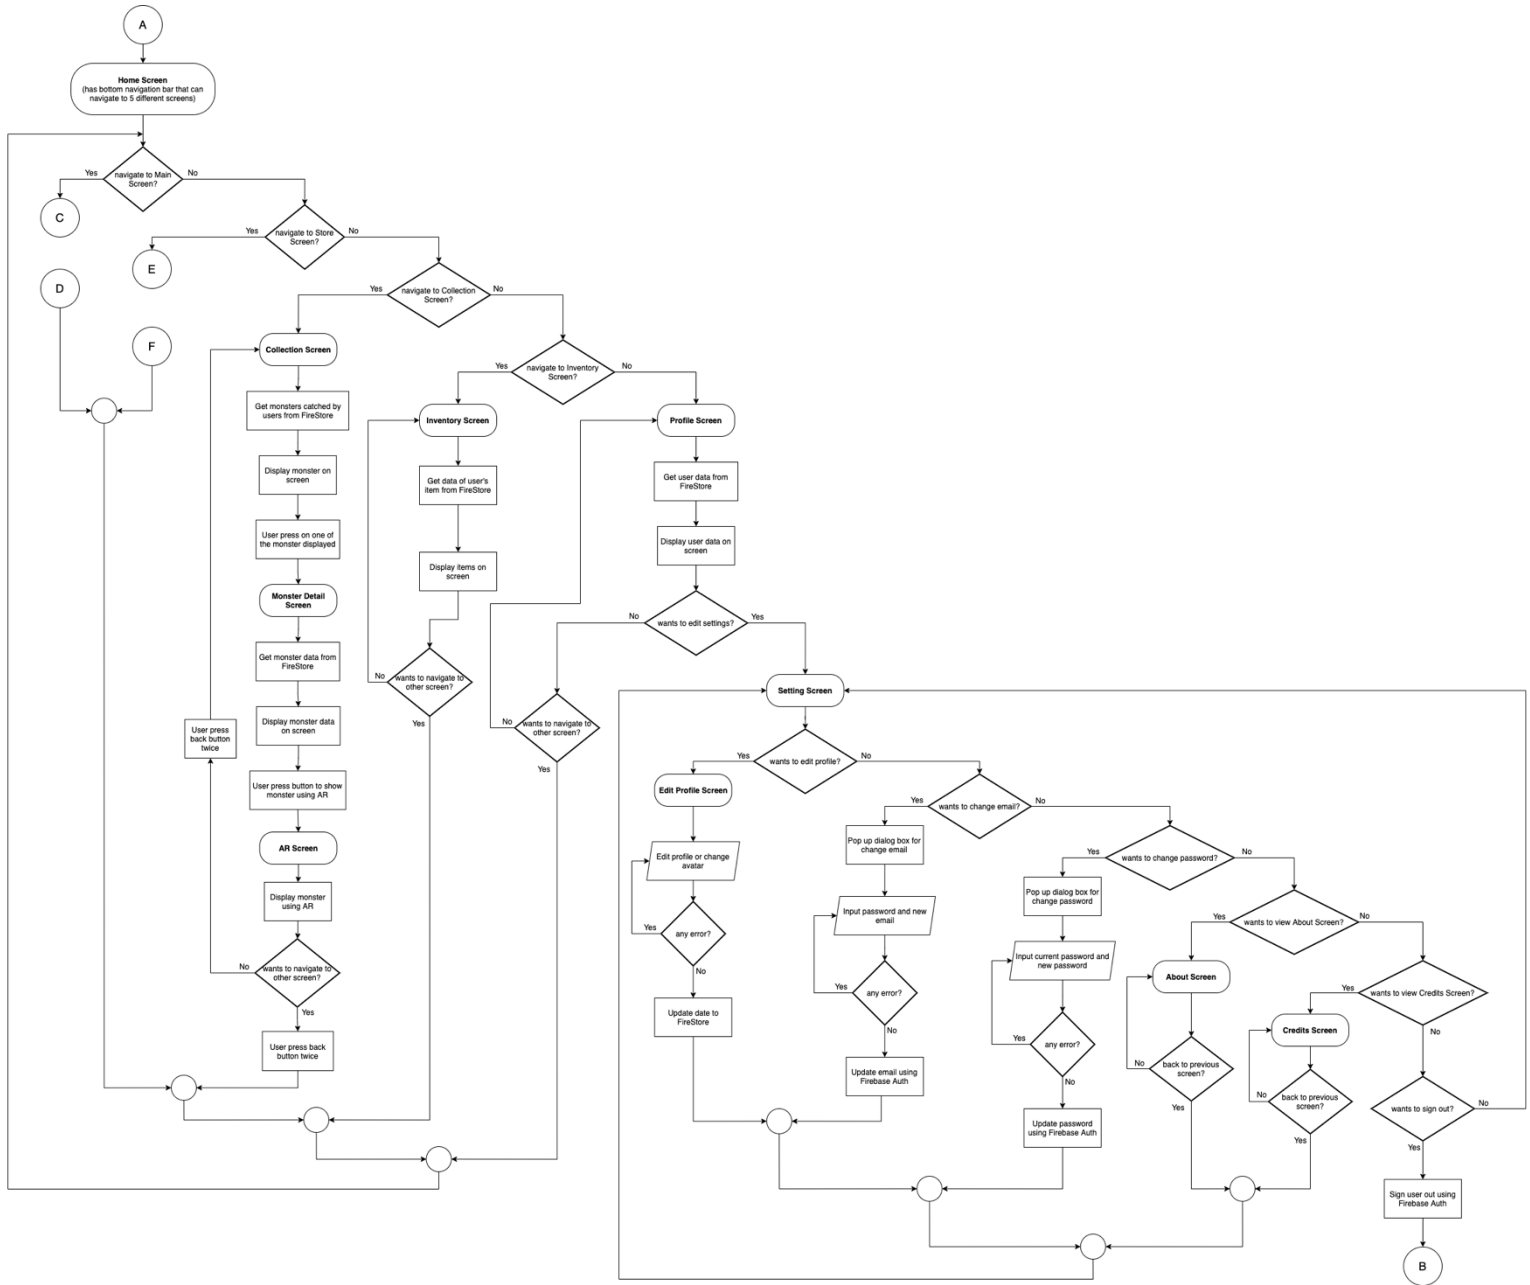 A
Home Screen
(has bottom navigation bar that can
navigate to 5 different screens)
navigate to Main
Screen?
Yes
No
C
navigate to Store
Screen?
Yes
No
E
D
navigate to Collection
Screen?
Yes
No
F
Collection Screen
navigate to Inventory
Screen?
Yes
No
Get monsters catched by
users from FireStore
Display monster on
screen
User press on one of
the monster displayed
Monster Detail
Screen
Get monster data from
FireStore
Display monster data
on screen
User press
back button
twice
User press button to show
monster using AR
AR Screen
Display monster
using AR
wants to navigate to
other screen?
No
Yes
User press back
button twice
Inventory Screen
Get data of user's
item from FireStore
Display items on
screen
wants to navigate to
other screen?
No
Yes
Profile Screen
Get user data from
FireStore
Display user data on
screen
wants to edit settings?
No
Yes
wants to navigate to
other screen?
No
Yes
Setting Screen
wants to edit profile?
Yes
No
Edit Profile Screen
Edit profile or change
avatar
any error?
Yes
No
Update date to
FireStore
wants to change email?
Yes
No
Pop up dialog box for
change email
Input password and new
email
any error?
Yes
No
Update email using
Firebase Auth
wants to change password?
Yes
No
Pop up dialog box for
change password
Input current password and
new password
any error?
Yes
No
Update password
using Firebase Auth
wants to view About Screen?
Yes
No
About Screen
back to previous
screen?
No
Yes
wants to view Credits Screen?
Yes
No
Credits Screen
back to previous
screen?
No
Yes
wants to sign out?
No
Yes
Sign user out using
Firebase Auth
B